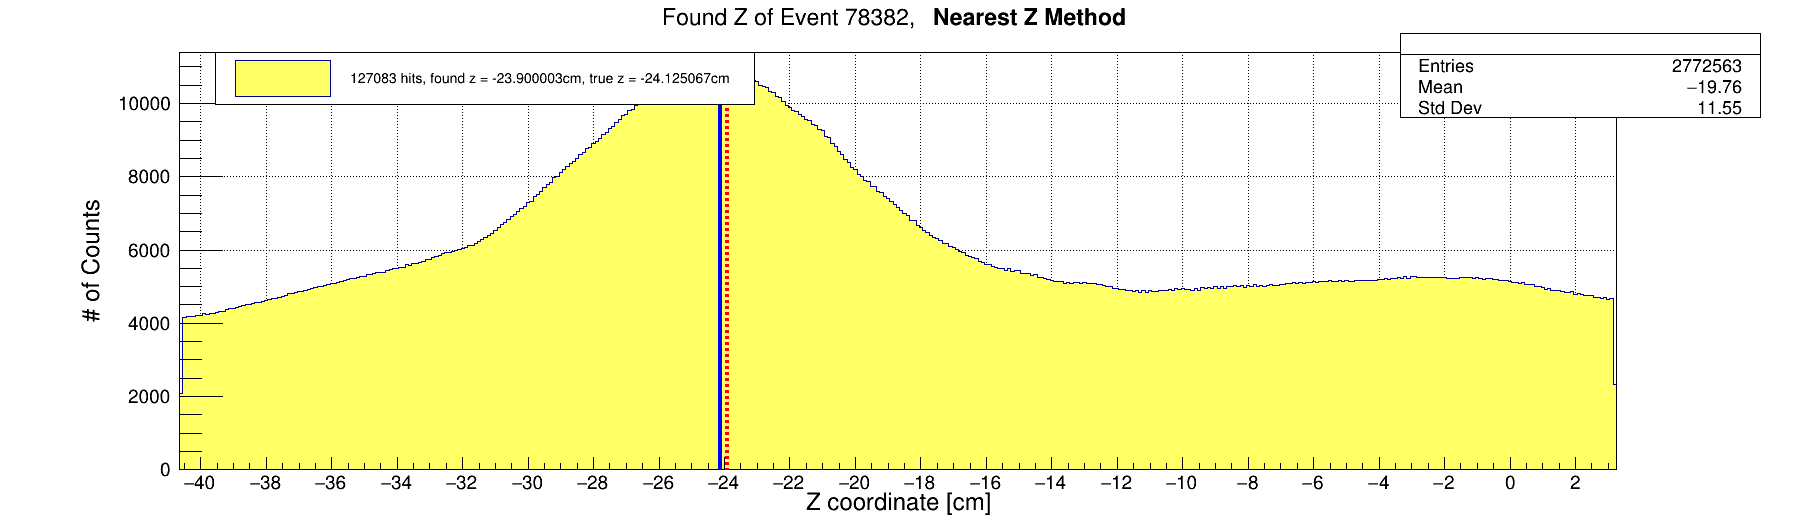 Found Z of Event 78382, Nearest Z Method
127083 hits, found z = -23.900003cm, true z = -24.125067cm
Entries 2772563
Mean −19.76
Std Dev 11.55
# of Counts
10000
8000
6000
4000
2000
0
−40 −38 −36 −34 −32 −30 −28 −26 −24 −22 −20 −18 −16 −14 −12 −10 −8 −6 −4 −2 0 2
Z coordinate [cm]